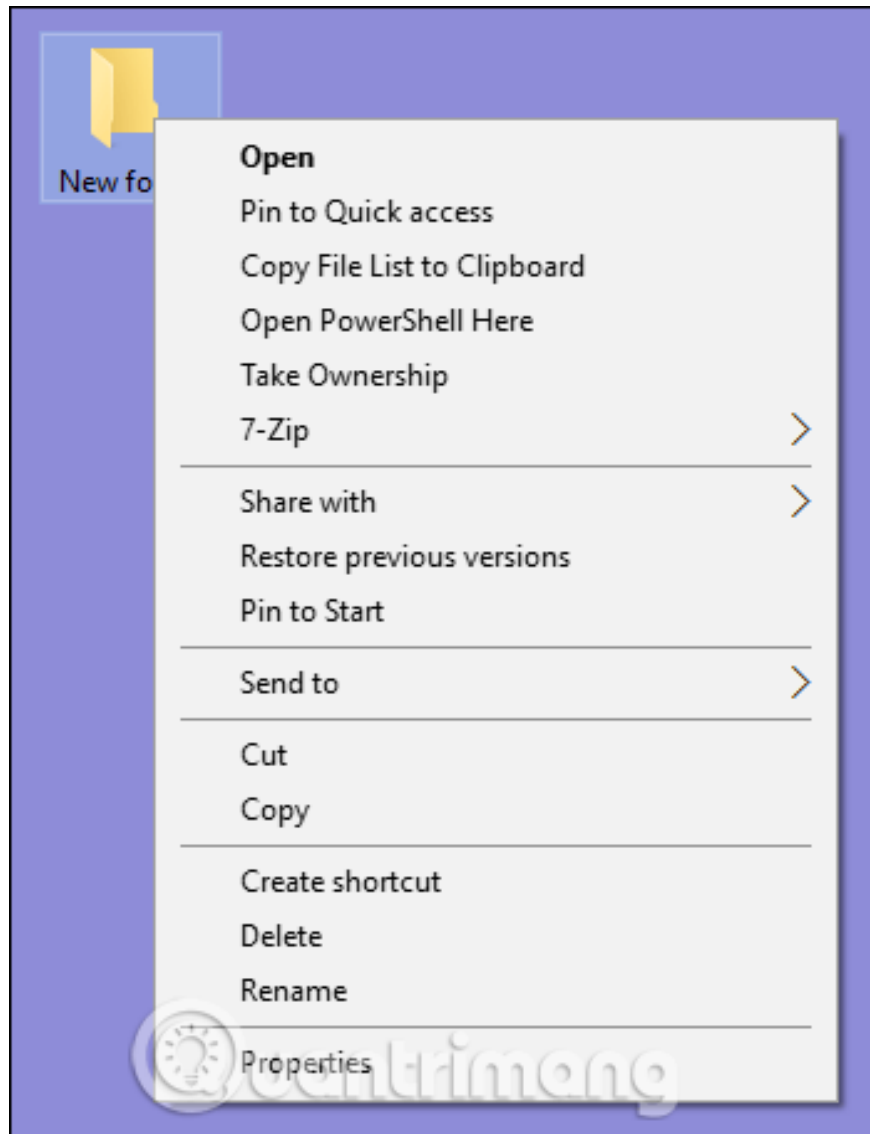 New fo
Open
Pin to Quick access
Copy File List to Clipboard
Open PowerShell Here
Take Ownership
7-Zip
Share with
Restore previous versions
Pin to Start
Send to
Cut
Copy
Create shortcut
Delete
Rename
Properties
Quantrimang